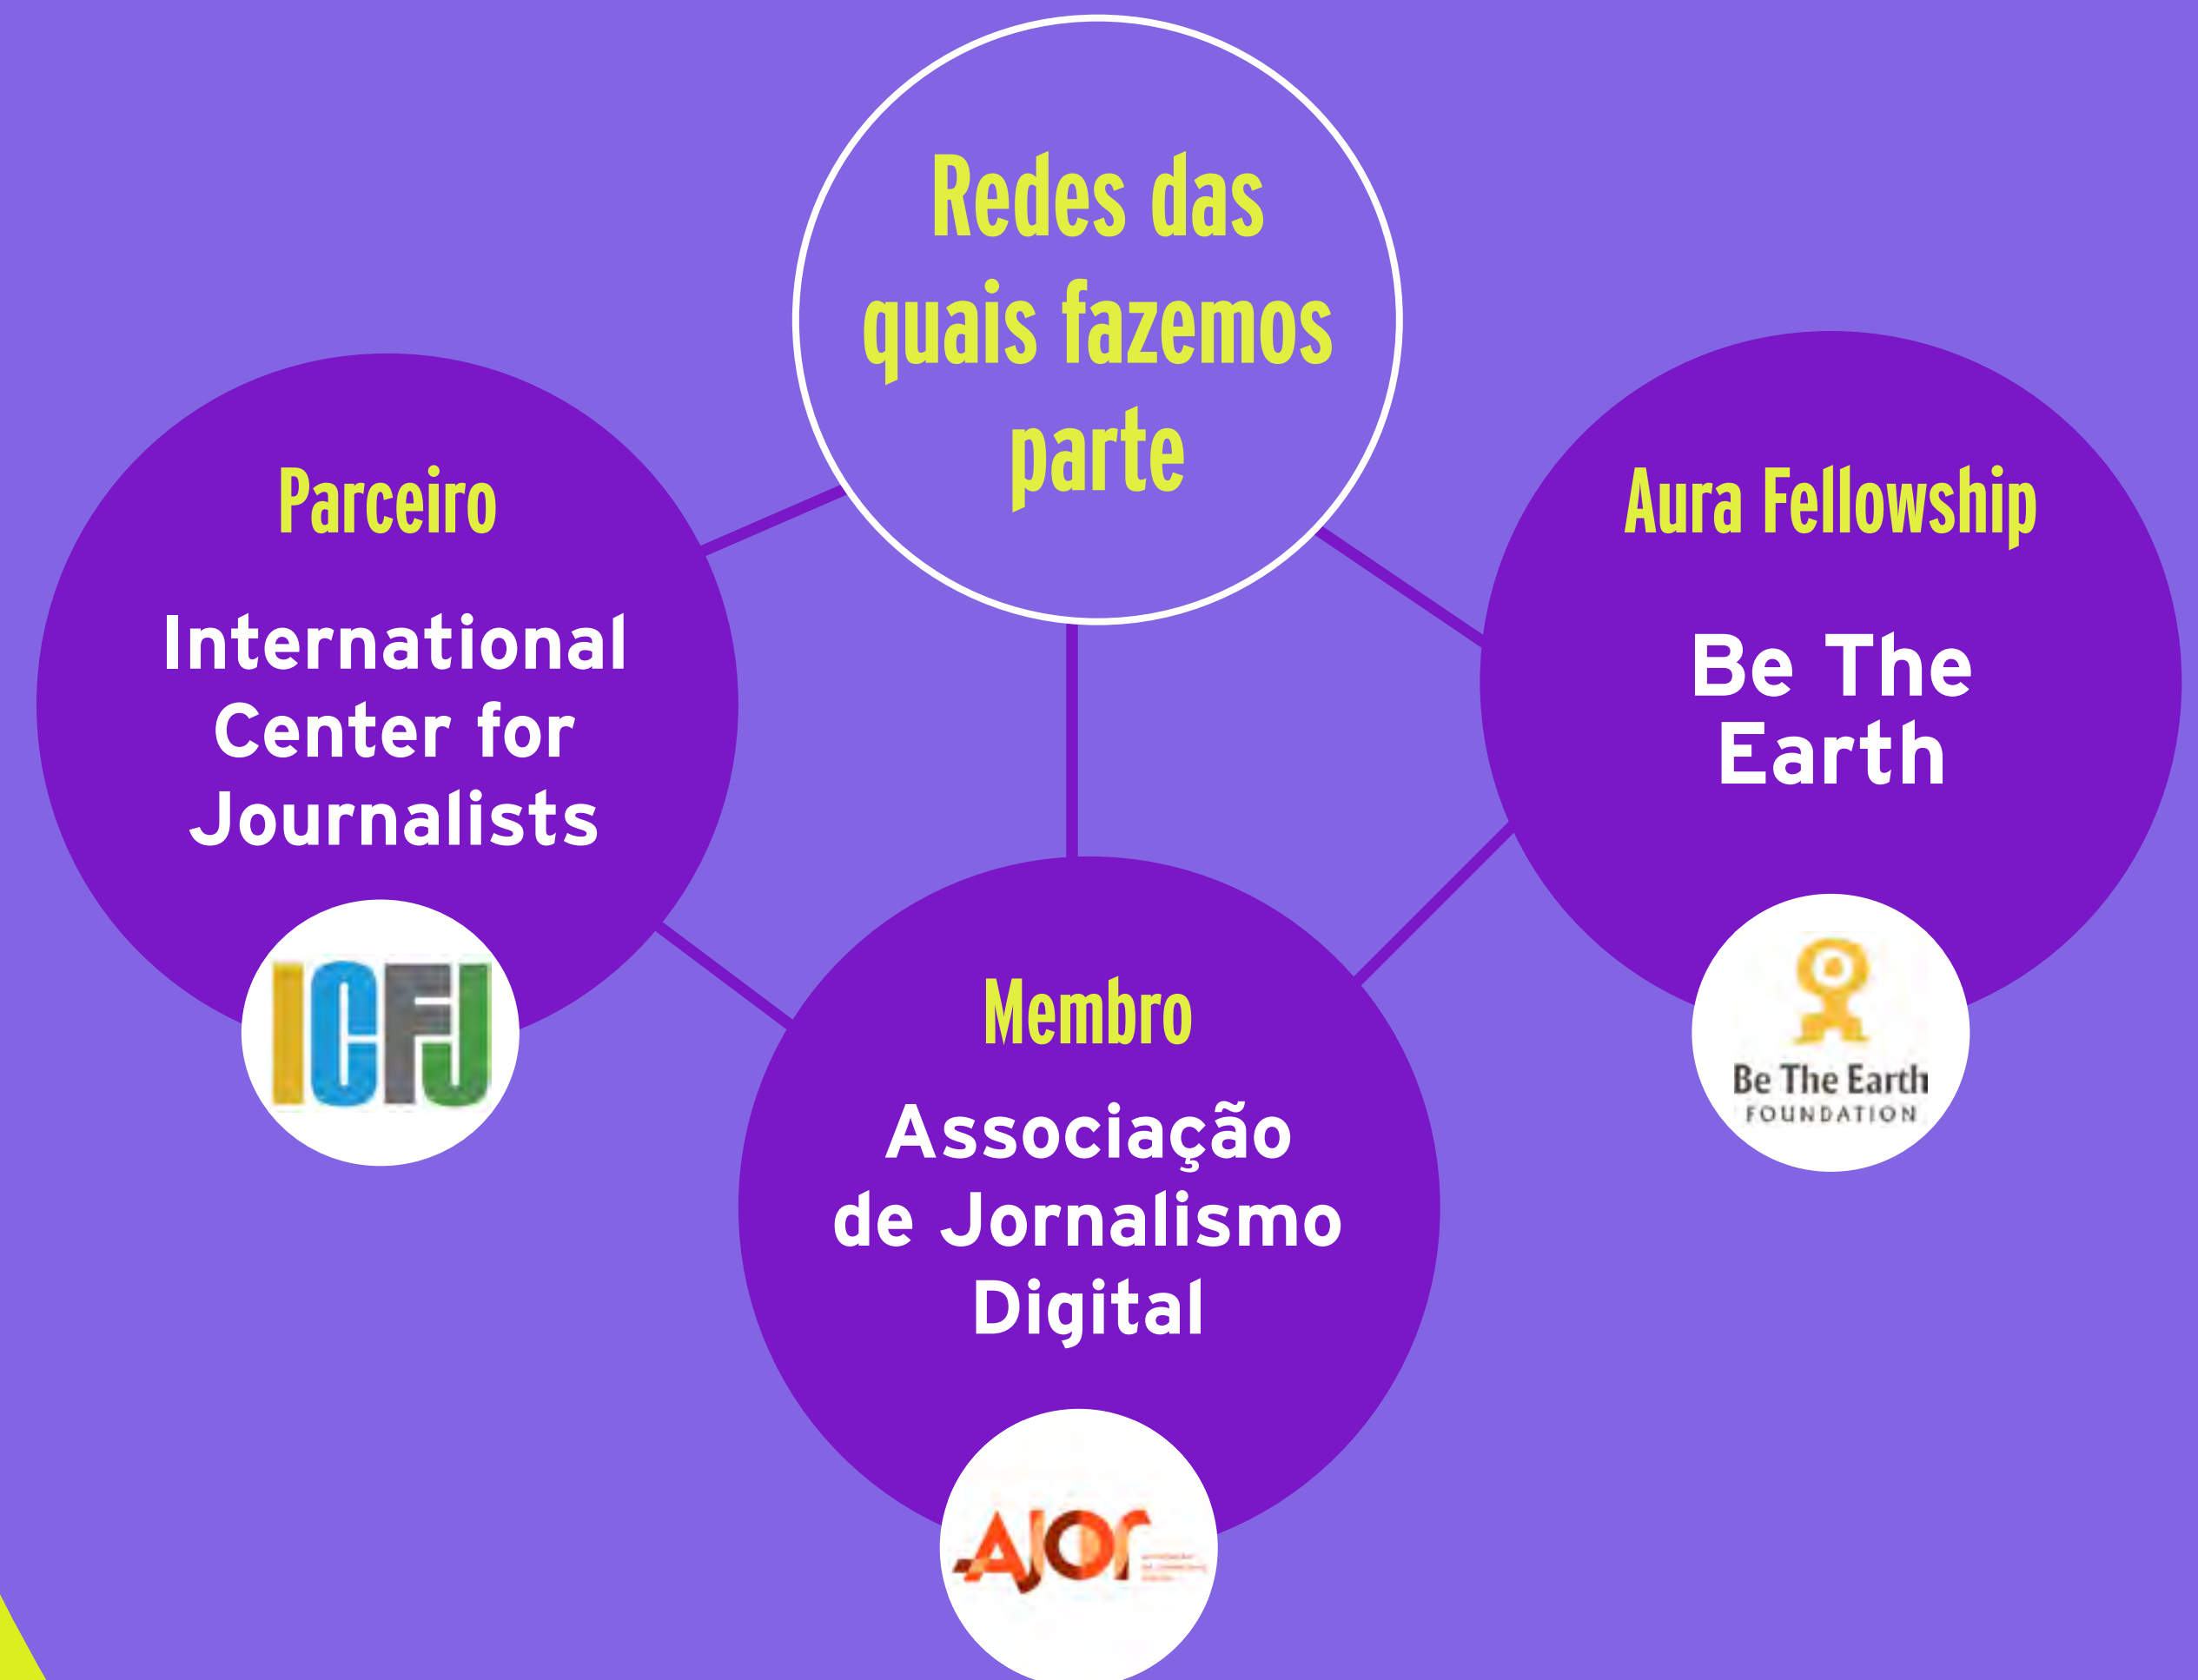 Redes das
quais fazemos
parte
Parceiro
International
Center for
Journalists
ICFJ
Aura Fellowship
Be The
Earth
Be The Earth
FOUNDATION
Membro
Associação
de Jornalismo
Digital
AJOR